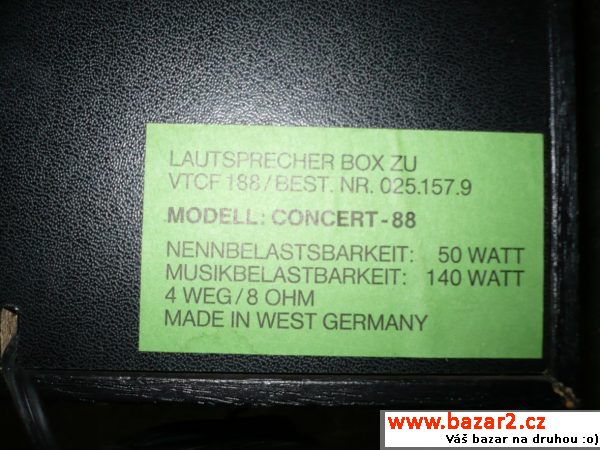 LAUTSPRECHER BOX ZU
VTCF 188/BEST. NR. 025.157.9
MODELL: CONCERT-88
NENNBELASTSBARKEIT: 50 WATT
MUSIKBELASTBARKEIT: 140 WATT
4 WEG/8 OHM
MADE IN WEST GERMANY
www.bazar2.cz
Váš bazar na druhou :o)